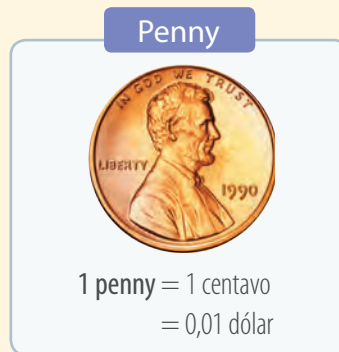 Penny
IN GOD WE TRUST
LIBERTY
1990
1 penny = 1 centavo
= 0,01 dólar